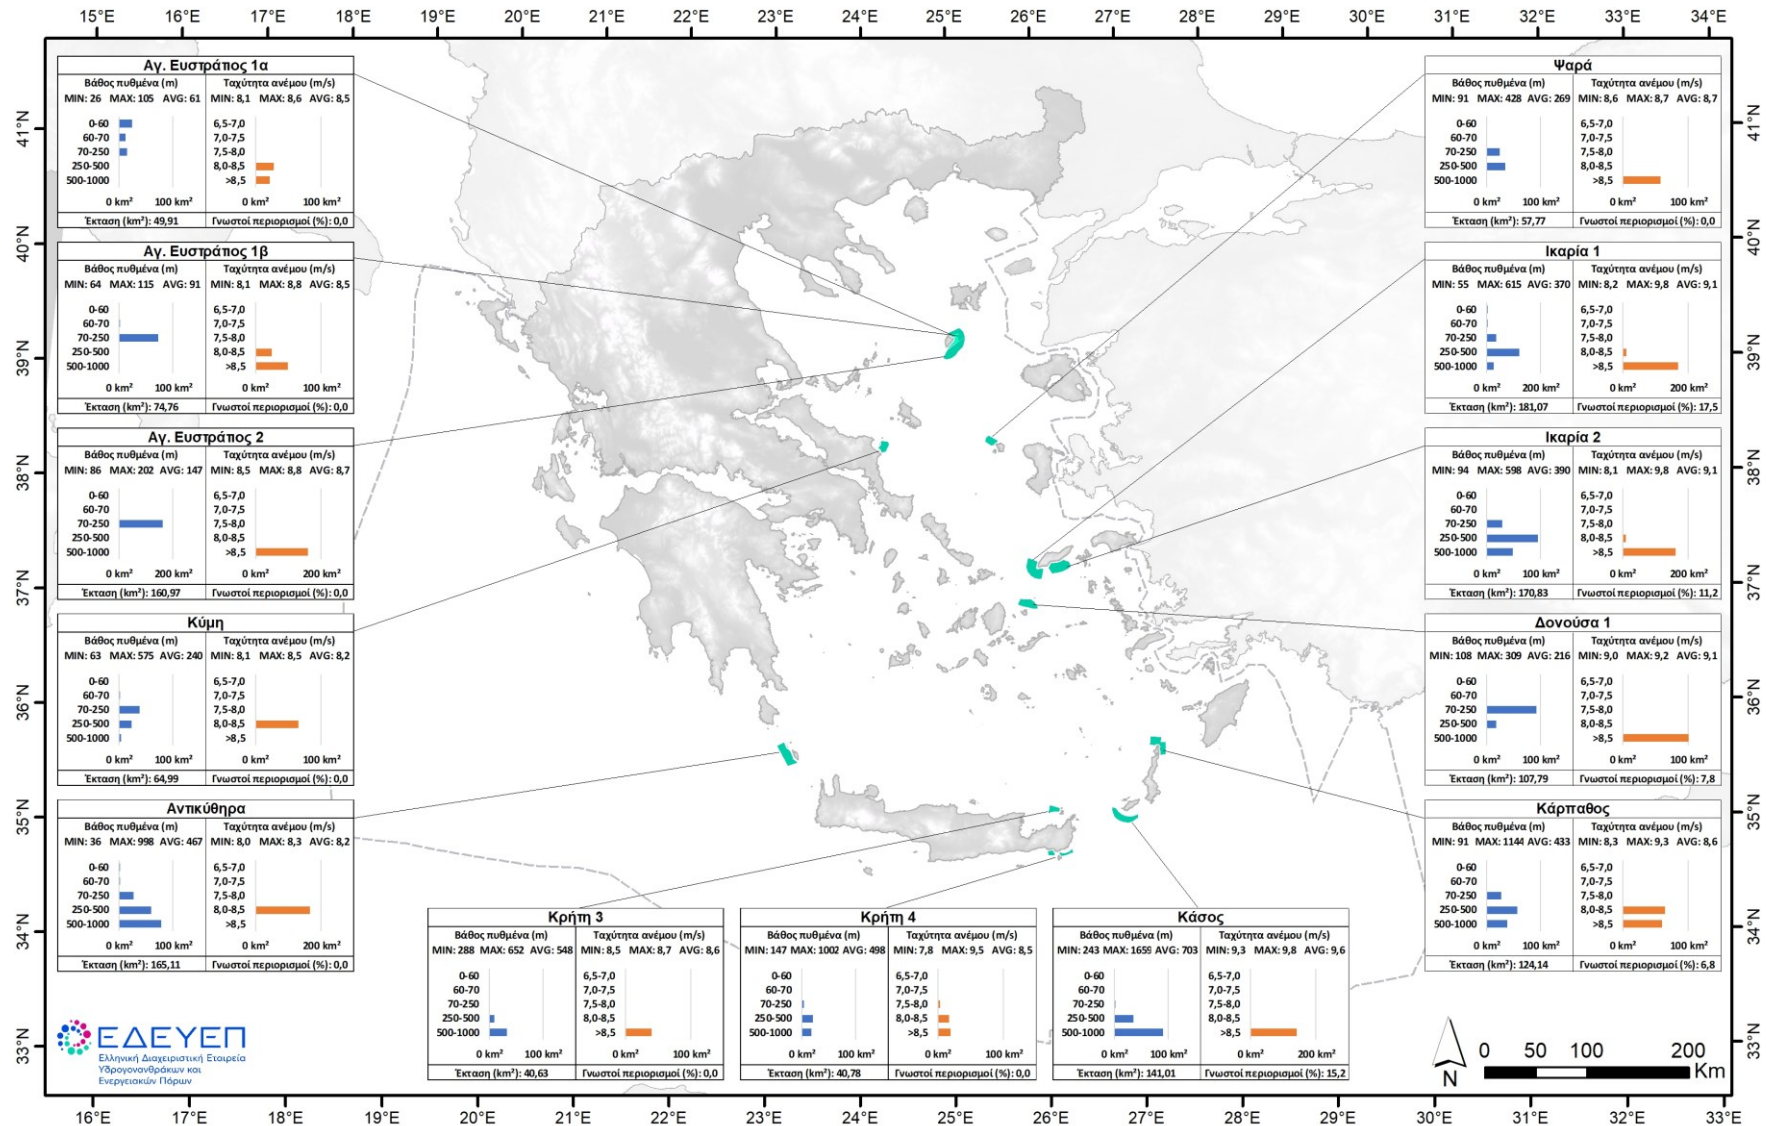 15°E 16°E 17°E 18°E 19°E 20°E 21°E 22°E 23°E 24°E 25°E 26°E 27°E 28°E 29°E 30°E 31°E 32°E 33°E 34°E
41°N
40°N
39°N
38°N
37°N
36°N
35°N
34°N
33°N
Αγ. Ευστράτιος 1α
Βάθος πυθμένα (m) Ταχύτητα ανέμου (m/s)
MIN: 26 MAX: 105 AVG: 61 MIN: 8,1 MAX: 8,6 AVG: 8,5
0-60 6,5-7,0
60-70 7,0-7,5
70-250 7,5-8,0
250-500 8,0-8,5
500-1000 >8,5
0 km² 100 km² 0 km² 100 km²
Έκταση (km²): 49,91 Γνωστοί περιορισμοί (%): 0,0
Αγ. Ευστράτιος 1β
Βάθος πυθμένα (m) Ταχύτητα ανέμου (m/s)
MIN: 64 MAX: 115 AVG: 91 MIN: 8,1 MAX: 8,8 AVG: 8,5
0-60 6,5-7,0
60-70 7,0-7,5
70-250 7,5-8,0
250-500 8,0-8,5
500-1000 >8,5
0 km² 100 km² 0 km² 100 km²
Έκταση (km²): 74,76 Γνωστοί περιορισμοί (%): 0,0
Αγ. Ευστράτιος 2
Βάθος πυθμένα (m) Ταχύτητα ανέμου (m/s)
MIN: 86 MAX: 202 AVG: 147 MIN: 8,5 MAX: 8,8 AVG: 8,7
0-60 6,5-7,0
60-70 7,0-7,5
70-250 7,5-8,0
250-500 8,0-8,5
500-1000 >8,5
0 km² 200 km² 0 km² 200 km²
Έκταση (km²): 160,97 Γνωστοί περιορισμοί (%): 0,0
Κύμη
Βάθος πυθμένα (m) Ταχύτητα ανέμου (m/s)
MIN: 63 MAX: 575 AVG: 240 MIN: 8,1 MAX: 8,5 AVG: 8,2
0-60 6,5-7,0
60-70 7,0-7,5
70-250 7,5-8,0
250-500 8,0-8,5
500-1000 >8,5
0 km² 100 km² 0 km² 100 km²
Έκταση (km²): 64,99 Γνωστοί περιορισμοί (%): 0,0
Αντικύθηρα
Βάθος πυθμένα (m) Ταχύτητα ανέμου (m/s)
MIN: 36 MAX: 998 AVG: 467 MIN: 8,0 MAX: 8,3 AVG: 8,2
0-60 6,5-7,0
60-70 7,0-7,5
70-250 7,5-8,0
250-500 8,0-8,5
500-1000 >8,5
0 km² 100 km² 0 km² 200 km²
Έκταση (km²): 165,11 Γνωστοί περιορισμοί (%): 0,0
Κρήτη 3
Βάθος πυθμένα (m) Ταχύτητα ανέμου (m/s)
MIN: 288 MAX: 652 AVG: 548 MIN: 8,5 MAX: 8,7 AVG: 8,6
0-60 6,5-7,0
60-70 7,0-7,5
70-250 7,5-8,0
250-500 8,0-8,5
500-1000 >8,5
0 km² 100 km² 0 km² 100 km²
Έκταση (km²): 40,63 Γνωστοί περιορισμοί (%): 0,0
Κρήτη 4
Βάθος πυθμένα (m) Ταχύτητα ανέμου (m/s)
MIN: 147 MAX: 1002 AVG: 498 MIN: 7,8 MAX: 9,5 AVG: 8,5
0-60 6,5-7,0
60-70 7,0-7,5
70-250 7,5-8,0
250-500 8,0-8,5
500-1000 >8,5
0 km² 100 km² 0 km² 100 km²
Έκταση (km²): 40,78 Γνωστοί περιορισμοί (%): 0,0
Κάσος
Βάθος πυθμένα (m) Ταχύτητα ανέμου (m/s)
MIN: 243 MAX: 1659 AVG: 703 MIN: 9,3 MAX: 9,8 AVG: 9,6
0-60 6,5-7,0
60-70 7,0-7,5
70-250 7,5-8,0
250-500 8,0-8,5
500-1000 >8,5
0 km² 100 km² 0 km² 200 km²
Έκταση (km²): 141,01 Γνωστοί περιορισμοί (%): 15,2
Ψαρά
Βάθος πυθμένα (m) Ταχύτητα ανέμου (m/s)
MIN: 91 MAX: 428 AVG: 269 MIN: 8,6 MAX: 8,7 AVG: 8,7
0-60 6,5-7,0
60-70 7,0-7,5
70-250 7,5-8,0
250-500 8,0-8,5
500-1000 >8,5
0 km² 100 km² 0 km² 100 km²
Έκταση (km²): 57,77 Γνωστοί περιορισμοί (%): 0,0
Ικαρία 1
Βάθος πυθμένα (m) Ταχύτητα ανέμου (m/s)
MIN: 55 MAX: 615 AVG: 370 MIN: 8,2 MAX: 9,8 AVG: 9,1
0-60 6,5-7,0
60-70 7,0-7,5
70-250 7,5-8,0
250-500 8,0-8,5
500-1000 >8,5
0 km² 200 km² 0 km² 200 km²
Έκταση (km²): 181,07 Γνωστοί περιορισμοί (%): 17,5
Ικαρία 2
Βάθος πυθμένα (m) Ταχύτητα ανέμου (m/s)
MIN: 94 MAX: 598 AVG: 390 MIN: 8,1 MAX: 9,8 AVG: 9,1
0-60 6,5-7,0
60-70 7,0-7,5
70-250 7,5-8,0
250-500 8,0-8,5
500-1000 >8,5
0 km² 100 km² 0 km² 200 km²
Έκταση (km²): 170,83 Γνωστοί περιορισμοί (%): 11,2
Δονούσα 1
Βάθος πυθμένα (m) Ταχύτητα ανέμου (m/s)
MIN: 108 MAX: 309 AVG: 216 MIN: 9,0 MAX: 9,2 AVG: 9,1
0-60 6,5-7,0
60-70 7,0-7,5
70-250 7,5-8,0
250-500 8,0-8,5
500-1000 >8,5
0 km² 100 km² 0 km² 100 km²
Έκταση (km²): 107,79 Γνωστοί περιορισμοί (%): 7,8
Κάρπαθος
Βάθος πυθμένα (m) Ταχύτητα ανέμου (m/s)
MIN: 91 MAX: 1144 AVG: 433 MIN: 8,3 MAX: 9,3 AVG: 8,6
0-60 6,5-7,0
60-70 7,0-7,5
70-250 7,5-8,0
250-500 8,0-8,5
500-1000 >8,5
0 km² 100 km² 0 km² 100 km²
Έκταση (km²): 124,14 Γνωστοί περιορισμοί (%): 6,8
41°N
40°N
39°N
38°N
37°N
36°N
35°N
34°N
33°N
ΕΔΕΥΕΠ
Ελληνική Διαχειριστική Εταιρεία
Υδρογονανθράκων και
Ενεργειακών Πόρων
N
0 50 100 200
Km
16°E 17°E 18°E 19°E 20°E 21°E 22°E 23°E 24°E 25°E 26°E 27°E 28°E 29°E 30°E 31°E 32°E 33°E